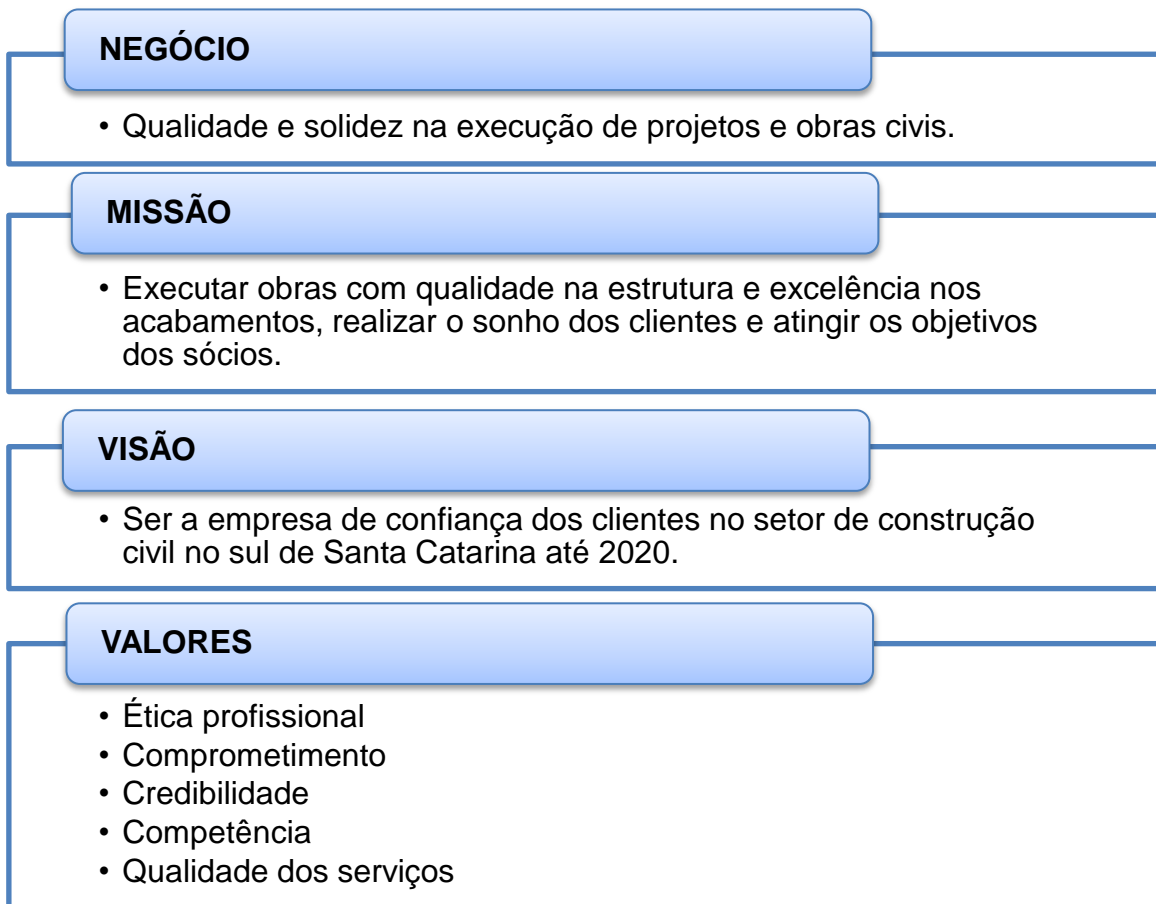 NEGÓCIO
• Qualidade e solidez na execução de projetos e obras civis.
MISSÃO
• Executar obras com qualidade na estrutura e excelência nos
acabamentos, realizar o sonho dos clientes e atingir os objetivos
dos sócios.
VISÃO
• Ser a empresa de confiança dos clientes no setor de construção
civil no sul de Santa Catarina até 2020.
VALORES
• Ética profissional
• Comprometimento
• Credibilidade
• Competência
• Qualidade dos serviços